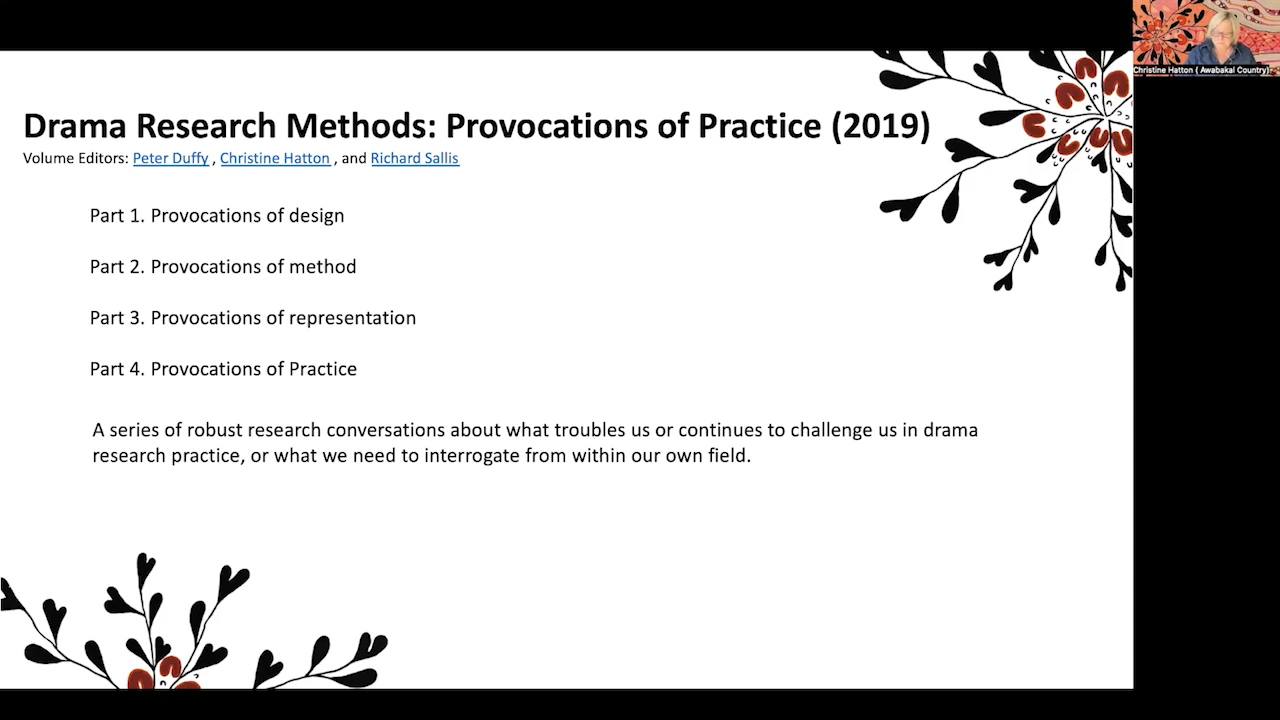 Christine Hatton ( Awabakal Country)
Drama Research Methods: Provocations of Practice (2019)
Volume Editors: Peter Duffy , Christine Hatton , and Richard Sallis
Part 1. Provocations of design
Part 2. Provocations of method
Part 3. Provocations of representation
Part 4. Provocations of Practice
A series of robust research conversations about what troubles us or continues to challenge us in drama
research practice, or what we need to interrogate from within our own field.